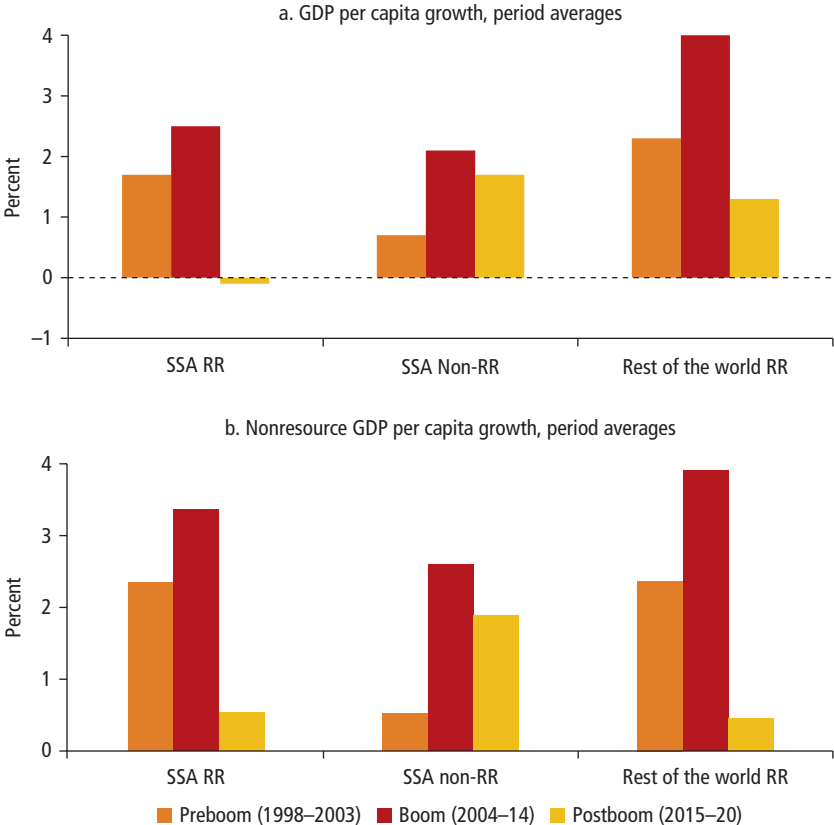 a. GDP per capita growth, period averages
4
3
2
1
0
–1
Percent
SSA RR
SSA Non-RR
Rest of the world RR
b. Nonresource GDP per capita growth, period averages
4
3
2
1
0
Percent
SSA RR
SSA non-RR
Rest of the world RR
Preboom (1998–2003) Boom (2004–14) Postboom (2015–20)